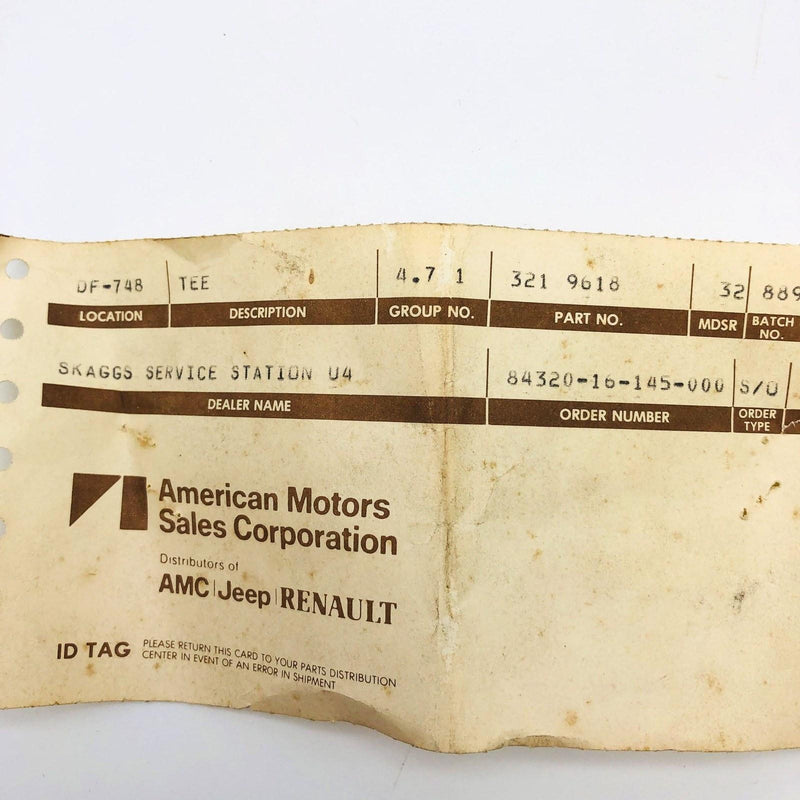 DF-748 TEE 4.7 1 321 9618 32 889
LOCATION DESCRIPTION GROUP NO. PART NO. MDSR BATCH NO.
SKAGGS SERVICE STATION U4 84320-16-145-000 S/O
DEALER NAME ORDER NUMBER ORDER TYPE
American Motors
Sales Corporation
Distributors of
AMC|Jeep|RENAULT
ID TAG PLEASE RETURN THIS CARD TO YOUR PARTS DISTRIBUTION
CENTER IN EVENT OF AN ERROR IN SHIPMENT